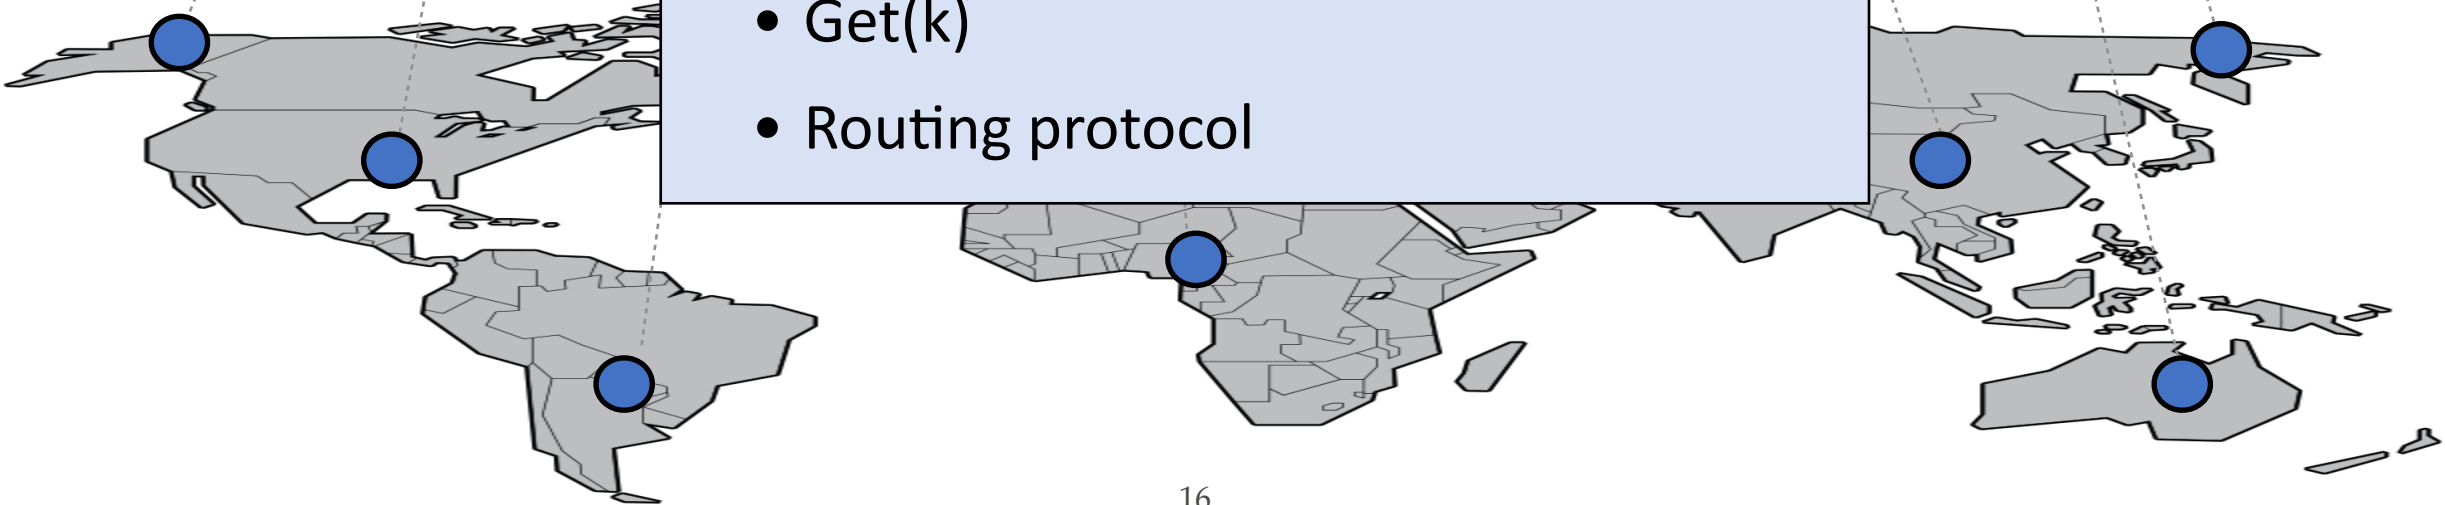 • Get(k)
• Routing protocol
16